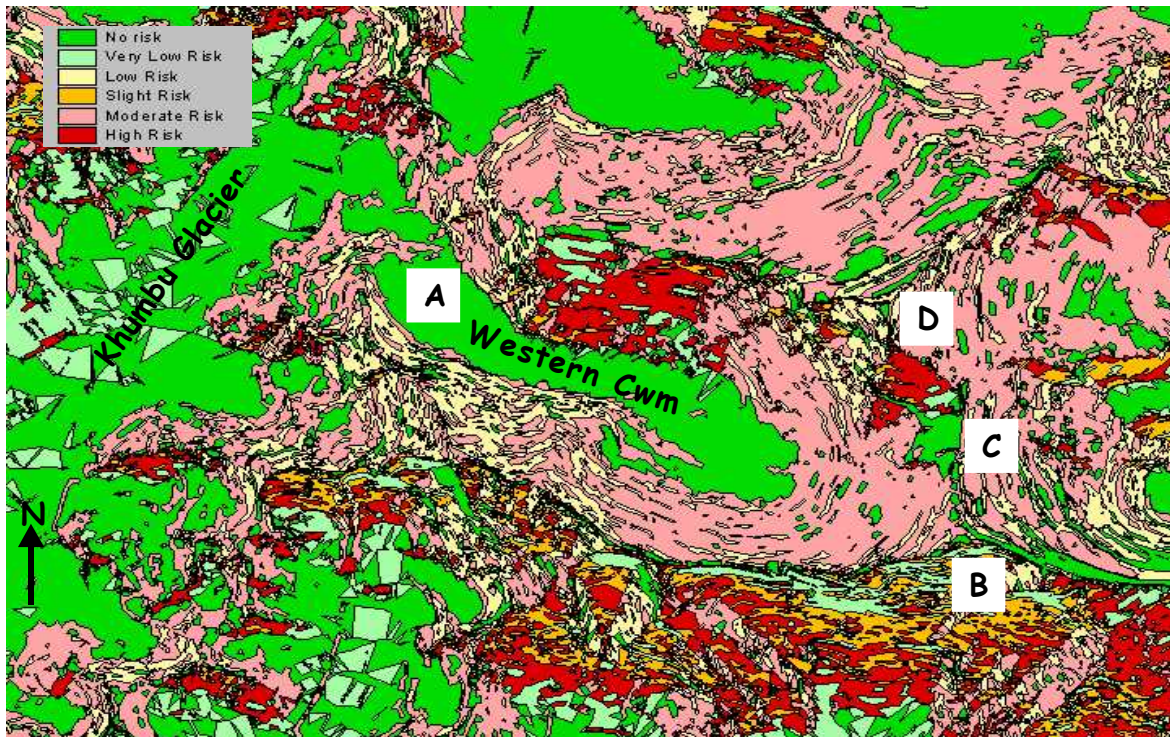 No risk
Very Low Risk
Low Risk
Slight Risk
Moderate Risk
High Risk
Khumbu Glacier
A
Western Cwm
D
C
N
B